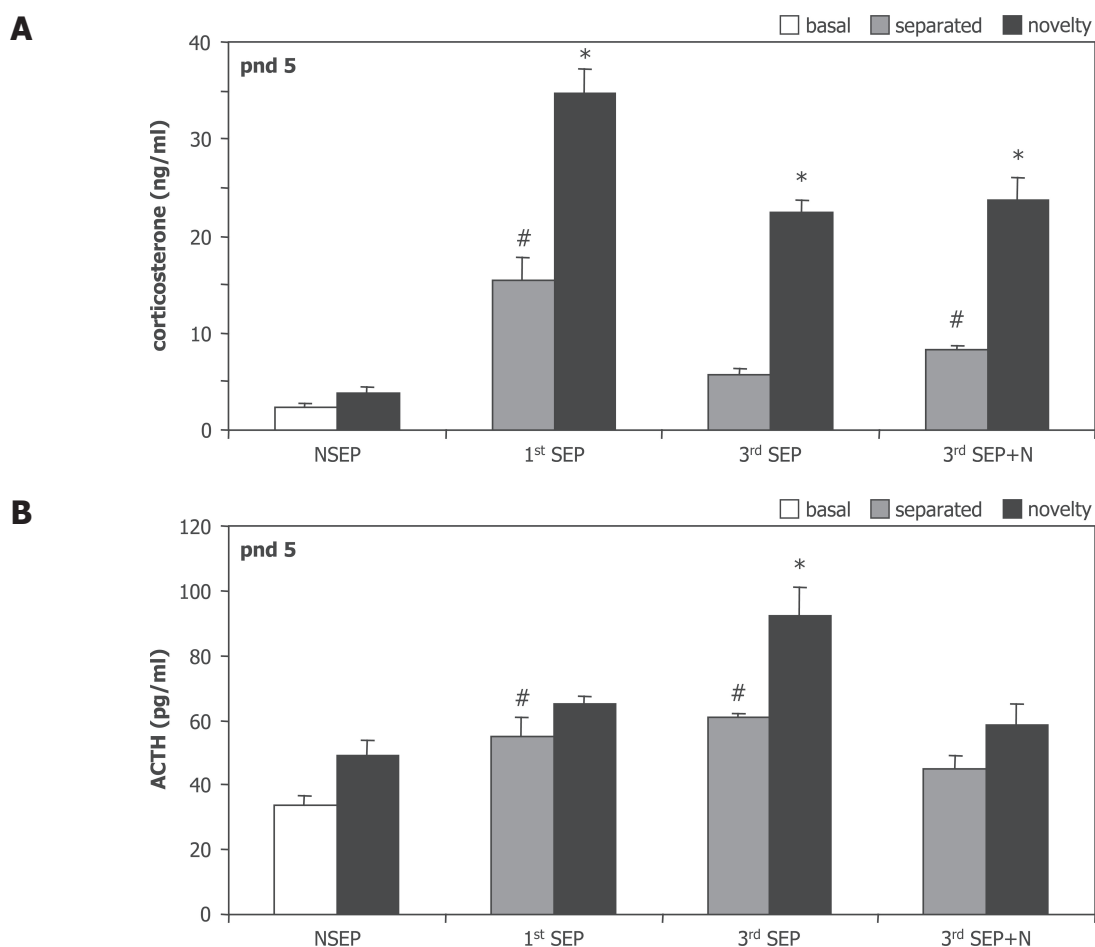 A
basal separated novelty
pnd 5
corticosterone (ng/ml)
40
30
20
10
0
*
#
*
*
#
NSEP 1st SEP 3rd SEP 3rd SEP+N
B
basal separated novelty
pnd 5
ACTH (pg/ml)
120
100
80
60
40
20
0
*
#
#
NSEP 1st SEP 3rd SEP 3rd SEP+N